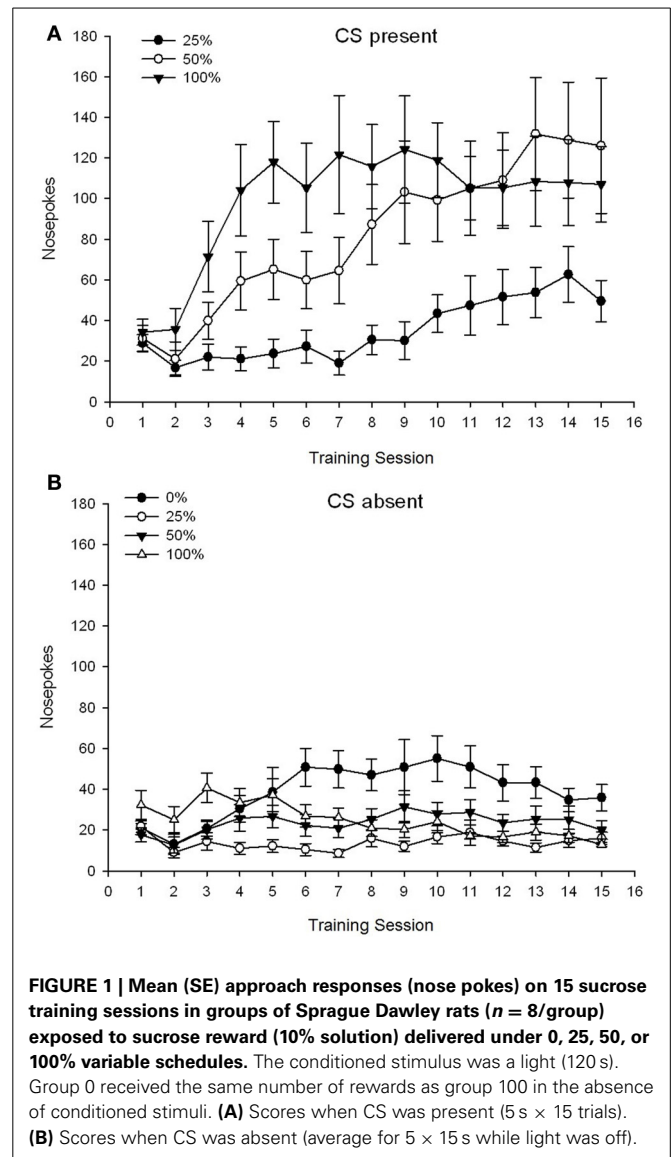 A
CS present
25%
50%
100%
180
160
140
120
100
80
60
40
20
0
Nosepokes
0 1 2 3 4 5 6 7 8 9 10 11 12 13 14 15 16
Training Session
B
CS absent
0%
25%
50%
100%
180
160
140
120
100
80
60
40
20
0
Nosepokes
0 1 2 3 4 5 6 7 8 9 10 11 12 13 14 15 16
Training Session
FIGURE 1 | Mean (SE) approach responses (nose pokes) on 15 sucrose
training sessions in groups of Sprague Dawley rats (n = 8/group)
exposed to sucrose reward (10% solution) delivered under 0, 25, 50, or
100% variable schedules. The conditioned stimulus was a light (120 s).
Group 0 received the same number of rewards as group 100 in the absence
of conditioned stimuli. (A) Scores when CS was present (5 s × 15 trials).
(B) Scores when CS was absent (average for 5 × 15 s while light was off).